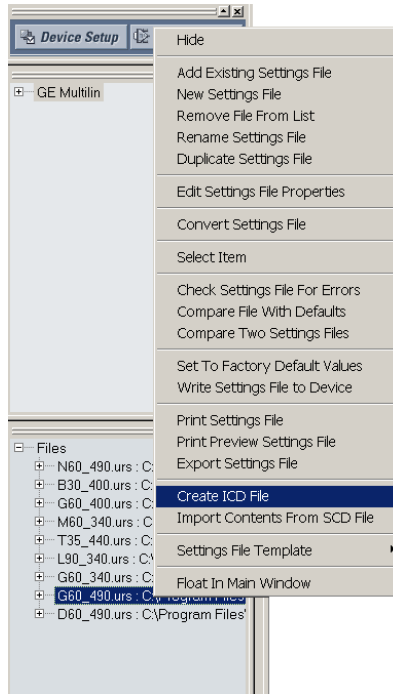 Device Setup
GE Multilin
Hide
Add Existing Settings File
New Settings File
Remove File From List
Rename Settings File
Duplicate Settings File
Edit Settings File Properties
Convert Settings File
Select Item
Check Settings File For Errors
Compare File With Defaults
Compare Two Settings Files
Set To Factory Default Values
Write Settings File to Device
Print Settings File
Print Preview Settings File
Export Settings File
Create ICD File
Import Contents From SCD File
Settings File Template
Float In Main Window
Files
N60_490.urs : C:
B30_400.urs : C:
G60_400.urs : C:
M60_340.urs : C
T35_440.urs : C:
L90_340.urs : C:\
G60_340.urs : C:
G60_490.urs : C:\Program Files'
D60_490.urs : C:\Program Files'